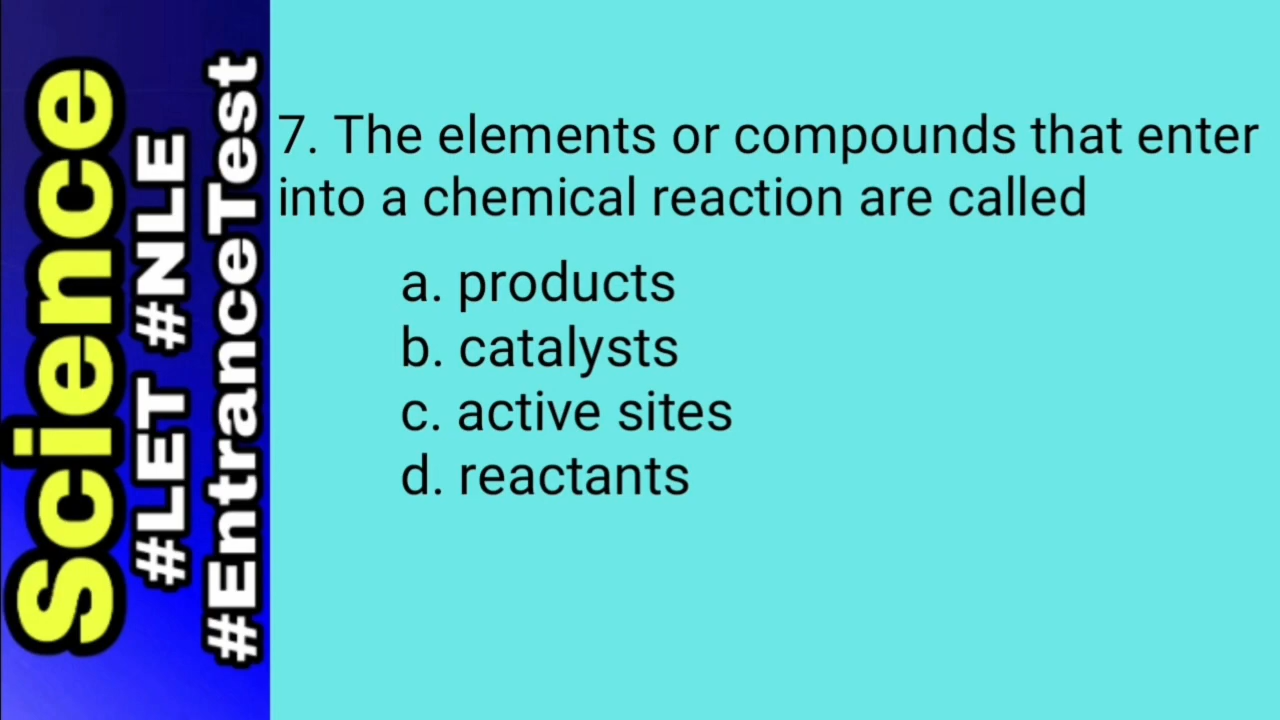 Science
#LET #NLE
#EntranceTest
7. The elements or compounds that enter
into a chemical reaction are called
a. products
b. catalysts
c. active sites
d. reactants